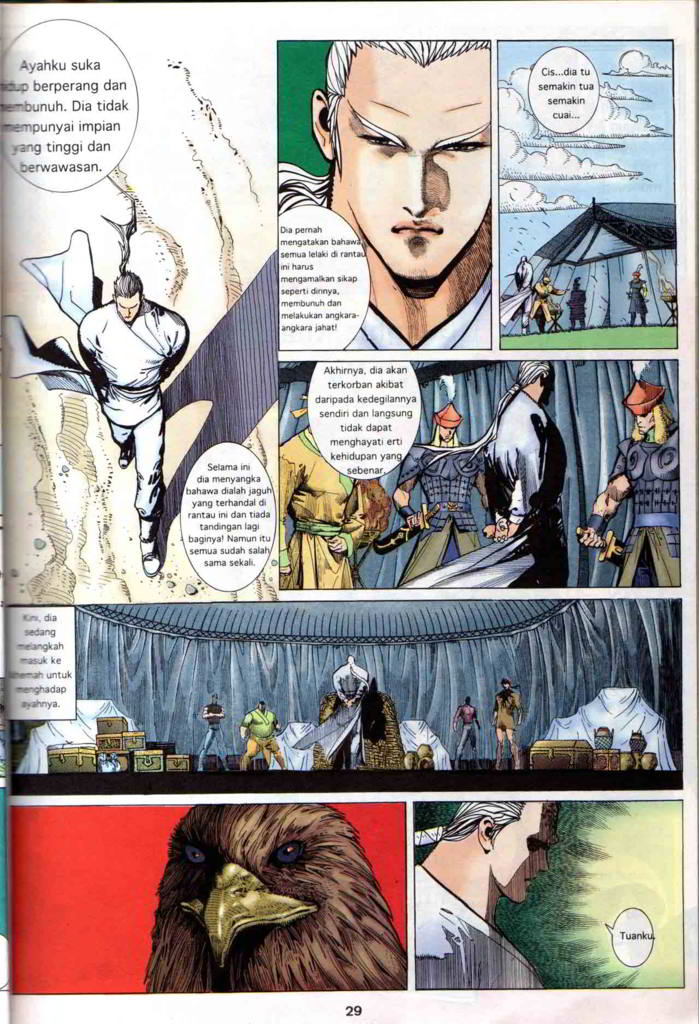 Ayahku suka
berperang dan
membunuh. Dia tidak
mempunyai impian
yang tinggi dan
berwawasan.
Dia pernah
mengatakan bahawa
semua lelaki di rantau
ini harus
mengamalkan sikap
seperti dirinya,
membunuh dan
melakukan angkara-
angkara jahat!
Cis...dia tu
semakin tua
semakin
cuai...
Selama ini
dia menyangka
bahawa dialah jaguh
yang terhandal di
rantau ini dan tiada
tandingan lagi
baginya! Namun itu
semua sudah salah
sama sekali.
Akhirnya, dia akan
terkorban akibat
daripada kedegilannya
sendiri dan langsung
tidak dapat
menghayati erti
kehidupan yang
sebenar.
Kini, dia
sedang
melangkah
masuk ke
khemah untuk
menghadap
ayahnya.
Tuanku.
29